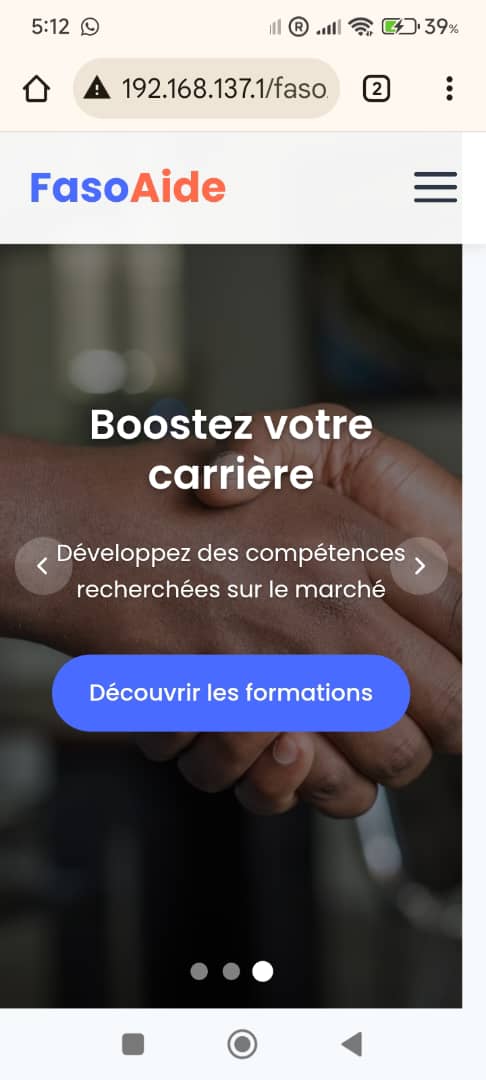 5:12 R 39%
192.168.137.1/faso
2
FasoAide
Boostez votre
carrière
Développez des compétences
recherchées sur le marché
Découvrir les formations